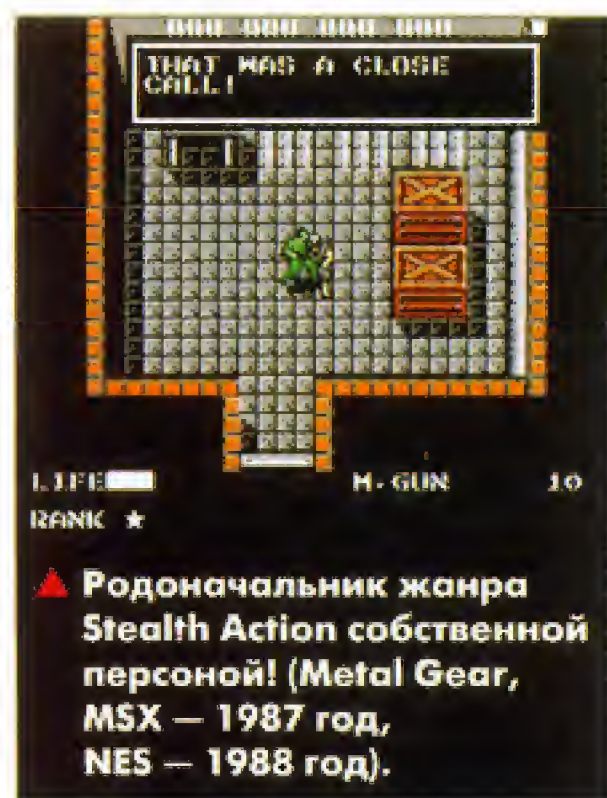 THAT WAS A CLOSE
CALL!
LIFE
M-GUN 10
RANK ★
Родоначальник жанра
Stealth Action собственной
персоной! (Metal Gear,
MSX — 1987 год,
NES — 1988 год).